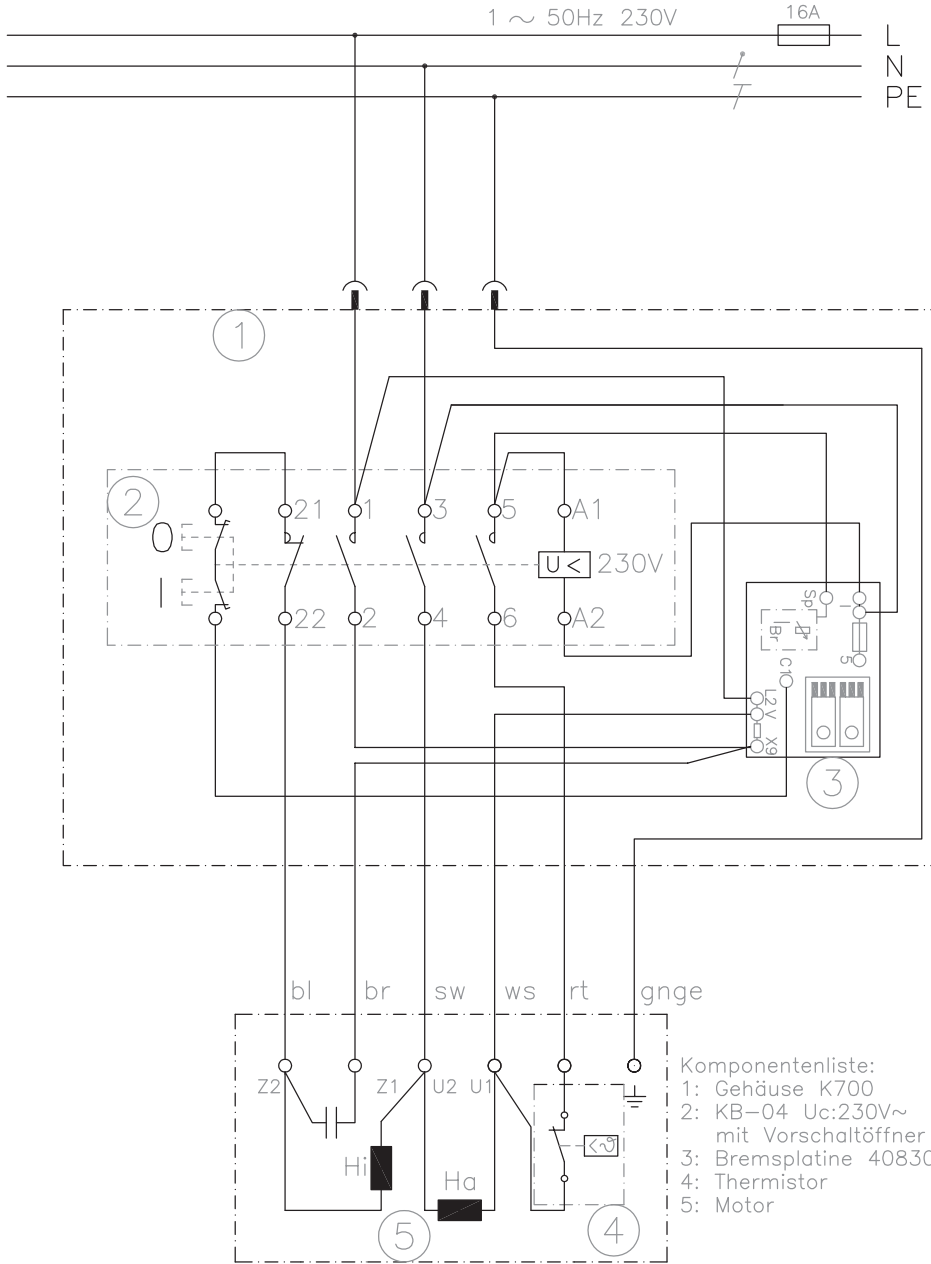 1 ~ 50Hz 230V
16A
L
N
PE
1
2
21
1
3
5
A1
0
U<
230V
I
22
2
4
6
A2
Sp
Br
5
C1
L2
V
X9
3
bl
br
sw
ws
rt
gnge
Z2
Z1
U2
U1
Hi
Ha
<ϑ
5
4
Komponentenliste:
1: Gehäuse K700
2: KB-04 Uc:230V~
mit Vorschaltöffner
3: Bremsplatine 40830
4: Thermistor
5: Motor